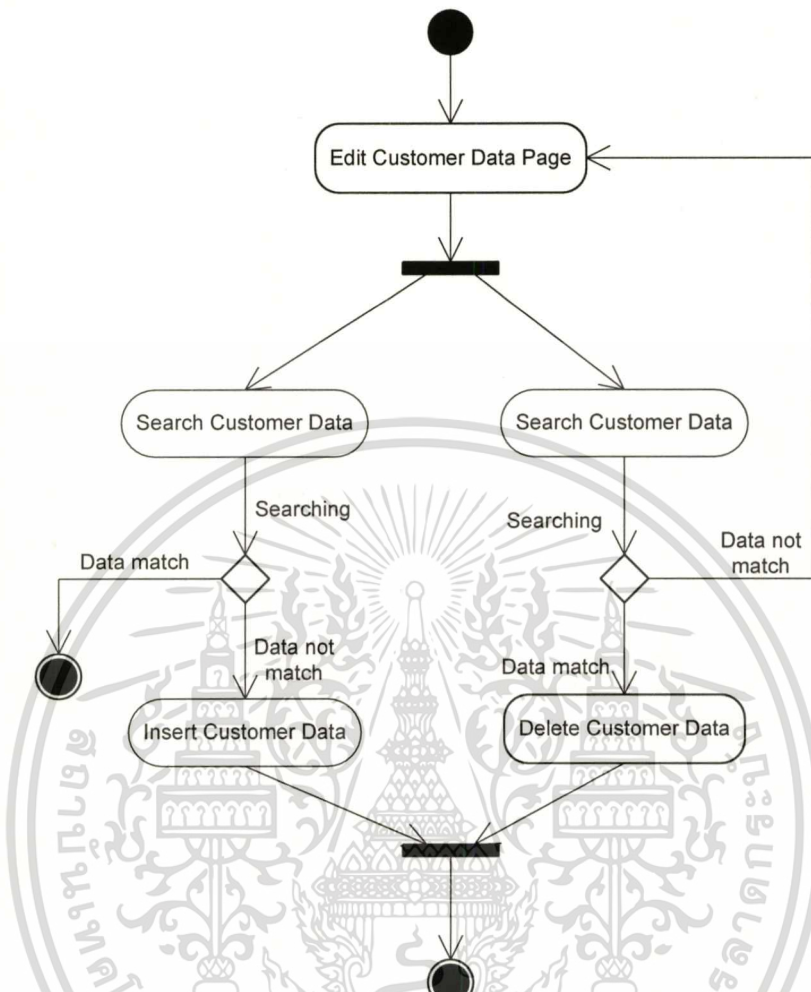 Edit Customer Data Page
Search Customer Data
Search Customer Data
Searching
Searching
Data match
Data not
match
Data not
match
Data match
Insert Customer Data
Delete Customer Data